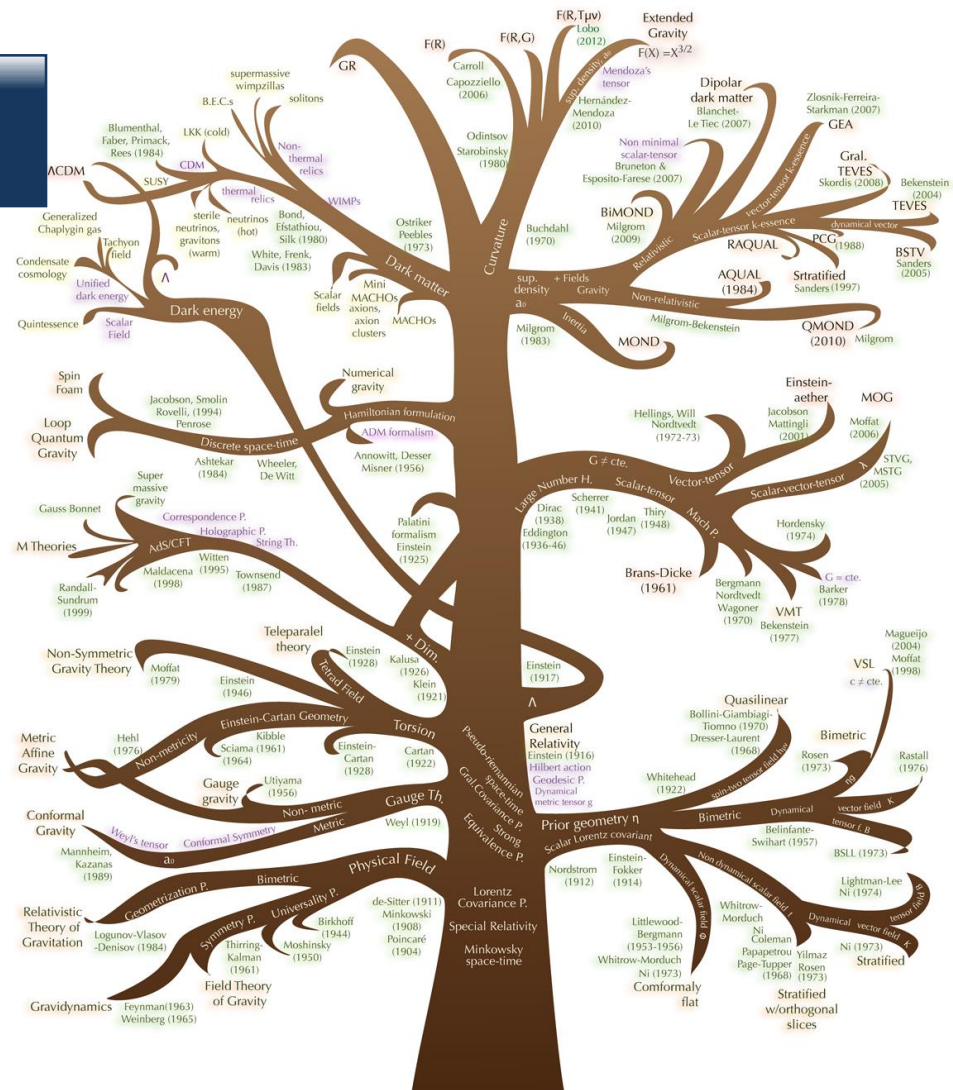 GR
F(R)
Carroll
Capozziello
(2006)
F(R,G)
F(R,Tμν)
Lobo
(2012)
Extended
Gravity
F(X) =X3/2
sup. density, a₀
Mendoza's
tensor
Hernández-
Mendoza
(2010)
Odintsov
Starobinsky
(1980)
Curvature
Buchdahl
(1970)
Dipolar
dark matter
Blanchet-
Le Tiec (2007)
Non minimal
scalar-tensor
Bruneton &
Esposito-Farese (2007)
BiMOND
Milgrom
(2009)
Relativistic
Zlosnik-Ferreira-
Starkman (2007)
GEA
vector-tensor k-essence
Gral.
TEVES
Skordis (2008)
Bekenstein
(2004)
TEVES
Scalar-tensor k-essence
dynamical vector
BSTV
Sanders
(2005)
RAQUAL
PCG
(1988)
Srtratified
Sanders (1997)
AQUAL
(1984)
sup.
density
a₀
+ Fields
Gravity
Non-relativistic
Milgrom-Bekenstein
QMOND
(2010)
Milgrom
Milgrom
(1983)
Inertia
MOND
supermassive
wimpzillas
B.E.C.s
solitons
LKK (cold)
Non-
thermal
relics
Blumenthal,
Faber, Primack,
Rees (1984)
ΛCDM
CDM
SUSY
thermal
relics
WIMPs
sterile
neutrinos,
gravitons
(warm)
neutrinos
(hot)
Bond,
Efstathiou,
Silk (1980)
White, Frenk,
Davis (1983)
Ostriker
Peebles
(1973)
Dark matter
Scalar
fields
Mini
MACHOs
axions,
axion
clusters
MACHOs
Generalized
Chaplygin gas
Tachyon
field
Condensate
cosmology
Unified
dark energy
Quintessence
Scalar
Field
Λ
Dark energy
Spin
Foam
Loop
Quantum
Gravity
Jacobson, Smolin
Rovelli, (1994)
Penrose
Discrete space-time
Ashtekar
(1984)
Wheeler,
De Witt
Numerical
gravity
Hamiltonian formulation
ADM formalism
Annowitt, Desser
Misner (1956)
Hellings, Will
Nordtvedt
(1972-73)
Einstein-
aether
Jacobson
Mattingli
(2001)
MOG
Moffat
(2006)
STVG,
MSTG
(2005)
λ
G ≠ cte.
Large Number H.
Scalar-tensor
Vector-tensor
Scalar-vector-tensor
Mach P.
Dirac
(1938)
Eddington
(1936-46)
Scherrer
(1941)
Jordan
(1947)
Thiry
(1948)
Brans-Dicke
(1961)
Bergmann
Nordtvedt
Wagoner
(1970)
VMT
Bekenstein
(1977)
Hordensky
(1974)
G = cte.
Barker
(1978)
Super
massive
gravity
Gauss Bonnet
M Theories
Correspondence P.
Holographic P.
String Th.
AdS/CFT
Witten
(1995)
Maldacena
(1998)
Townsend
(1987)
Randall-
Sundrum
(1999)
Palatini
formalism
Einstein
(1925)
+ Dim.
Kalusa
(1926)
Klein
(1921)
Teleparalel
theory
Einstein
(1928)
Tetrad Field
Non-Symmetric
Gravity Theory
Moffat
(1979)
Einstein
(1946)
Einstein-Cartan Geometry
Torsion
Non-metricity
Hehl
(1976)
Kibble
Sciama (1961)
(1964)
Einstein-
Cartan
(1928)
Cartan
(1922)
Metric
Affine
Gravity
Gauge
gravity
Utiyama
(1956)
Non- metric
Gauge Th.
Weyl (1919)
Metric
Conformal Symmetry
Weyl's tensor
a₀
Conformal
Gravity
Mannheim,
Kazanas
(1989)
Einstein
(1917)
Λ
General
Relativity
Einstein (1916)
Hilbert action
Geodesic P.
Dynamical
metric tensor g
Pseudo-riemannian
space-time
Gral.Covariance P.
Strong
Equivalence P.
Magueijo
(2004)
Moffat
(1998)
VSL
c ≠ cte.
Quasilinear
Bollini-Giambiagi-
Tiomno (1970)
Dresser-Laurent
(1968)
Whitehead
(1922)
Bimetric
Rosen
(1973)
Rastall
(1976)
Prior geometry η
Bimetric
Dynamical
vector field K
tensor f. B
Belinfante-
Swihart (1957)
BSLL (1973)
Scalar Lorentz covariant
Nordstrom
(1912)
Einstein-
Fokker
(1914)
Dynamical scalar field Φ
Non dynamical scalar field t
Littlewood-
Bergmann
(1953-1956)
Whitrow-Morduch
Ni (1973)
Comformaly
flat
Whitrow-
Morduch
Ni
Coleman
Papapetrou
Page-Tupper
(1968)
Yilmaz
Rosen
(1973)
Stratified
w/orthogonal
slices
Lightman-Lee
Ni (1974)
tensor field B
Dynamical
vector field K
Ni (1973)
Stratified
Physical Field
Bimetric
Geometrization P.
Universality P.
Symmetry P.
Relativistic
Theory of
Gravitation
Logunov-Vlasov
-Denisov (1984)
de-Sitter (1911)
Minkowski
(1908)
Poincaré
(1904)
Birkhoff
(1944)
Moshinsky
(1950)
Thirring-
Kalman
(1961)
Field Theory
of Gravity
Gravidynamics
Feynman(1963)
Weinberg (1965)
Lorentz
Covariance P.
Special Relativity
Minkowsky
space-time